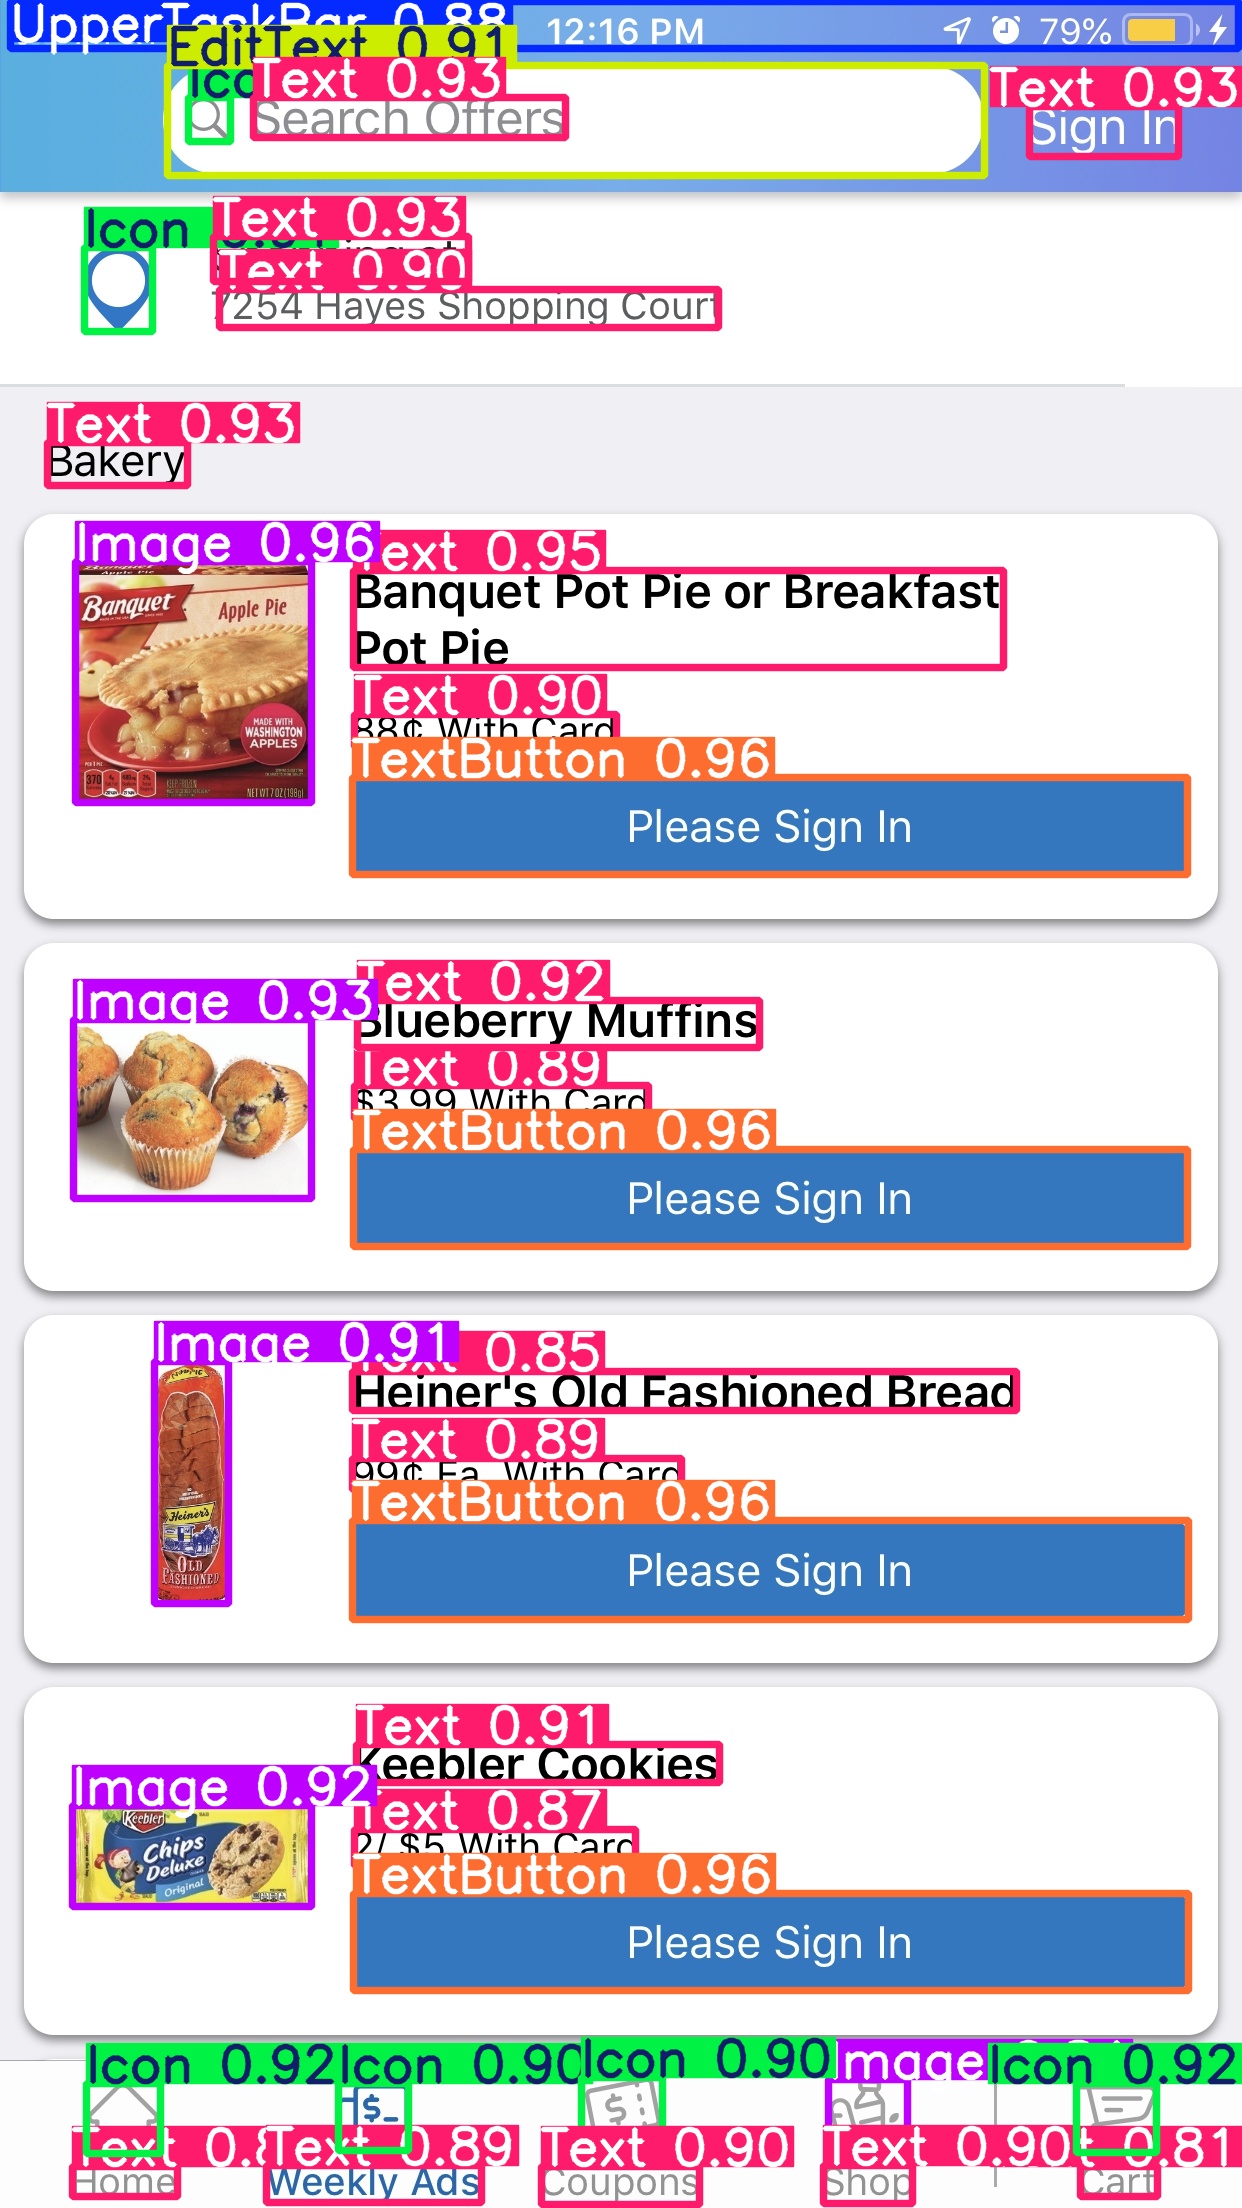 UpperTaskBar 0.88
12:16 PM
79%
EditText 0.91
Text 0.93
Text 0.93
Search Offers
Sign In
Icon
Text 0.93
Text 0.90
7254 Hayes Shopping Court
Text 0.93
Bakery
Image 0.96
Text 0.95
Banquet
Apple Pie
MADE WITH
WASHINGTON
APPLES
NET WT 7 OZ (198g)
Banquet Pot Pie or Breakfast
Pot Pie
Text 0.90
88¢ With Card
TextButton 0.96
Please Sign In
Image 0.93
Text 0.92
Blueberry Muffins
Text 0.89
$3.99 With Card
TextButton 0.96
Please Sign In
Image 0.91
Text 0.85
Heiner's
OLD
FASHIONED
Heiner's Old Fashioned Bread
Text 0.89
99¢ Ea. With Card
TextButton 0.96
Please Sign In
Text 0.91
Keebler Cookies
Image 0.92
Text 0.87
Keebler
Chips
Deluxe
Original
2/ $5 With Card
TextButton 0.96
Please Sign In
Icon 0.92
Icon 0.90
Icon 0.90
Image
Icon 0.92
Text
Text 0.89
Text 0.90
Text 0.90
0.81
Home
Weekly Ads
Coupons
Shop
Cart